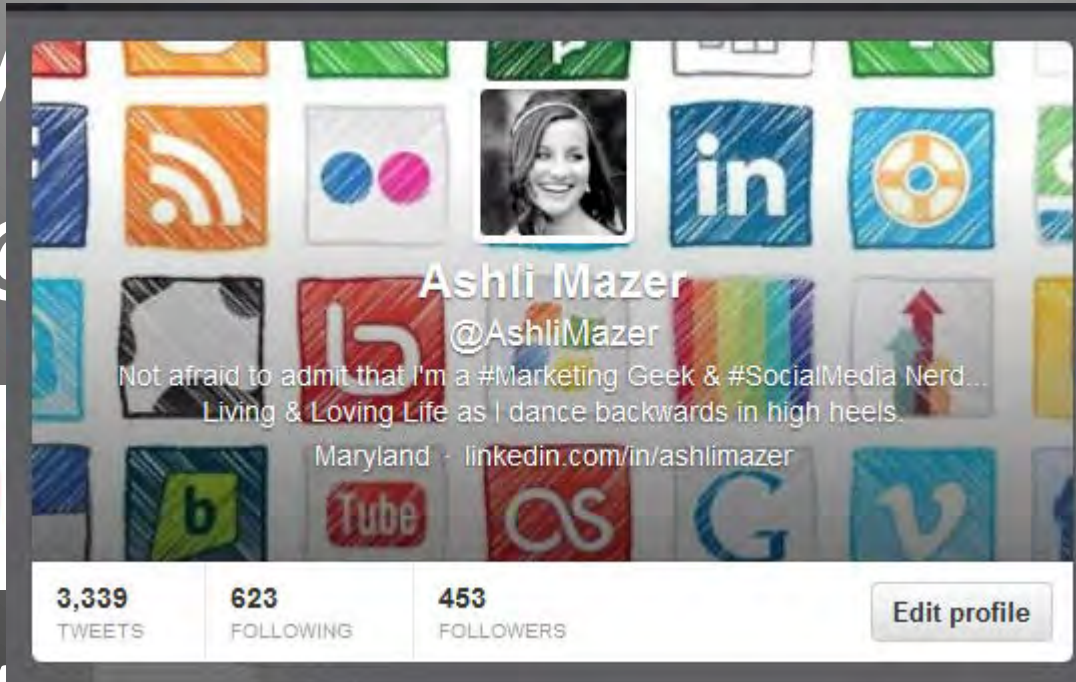 in
Ashli Mazer
@AshliMazer
Not afraid to admit that I'm a #Marketing Geek & #SocialMedia Nerd...
Living & Loving Life as I dance backwards in high heels.
Maryland · linkedin.com/in/ashlimazer
b
Tube
G
v
3,339
TWEETS
623
FOLLOWING
453
FOLLOWERS
Edit profile